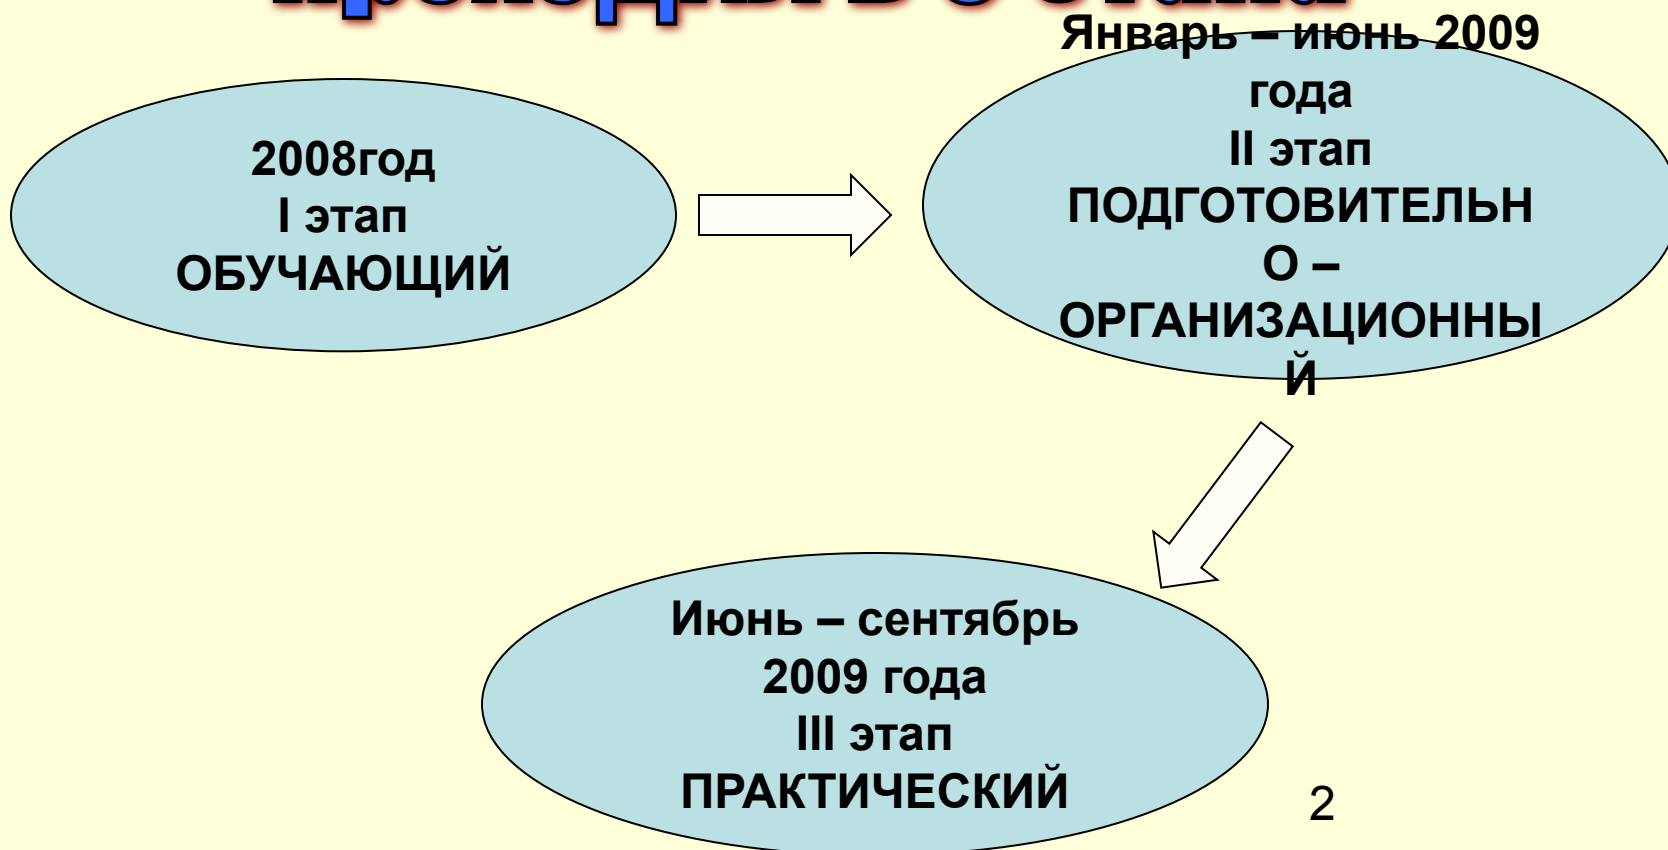 2008год
I этап
ОБУЧАЮЩИЙ
Январь – июнь 2009
года
II этап
ПОДГОТОВИТЕЛЬН
О –
ОРГАНИЗАЦИОННЫ
Й
Июнь – сентябрь
2009 года
III этап
ПРАКТИЧЕСКИЙ
2